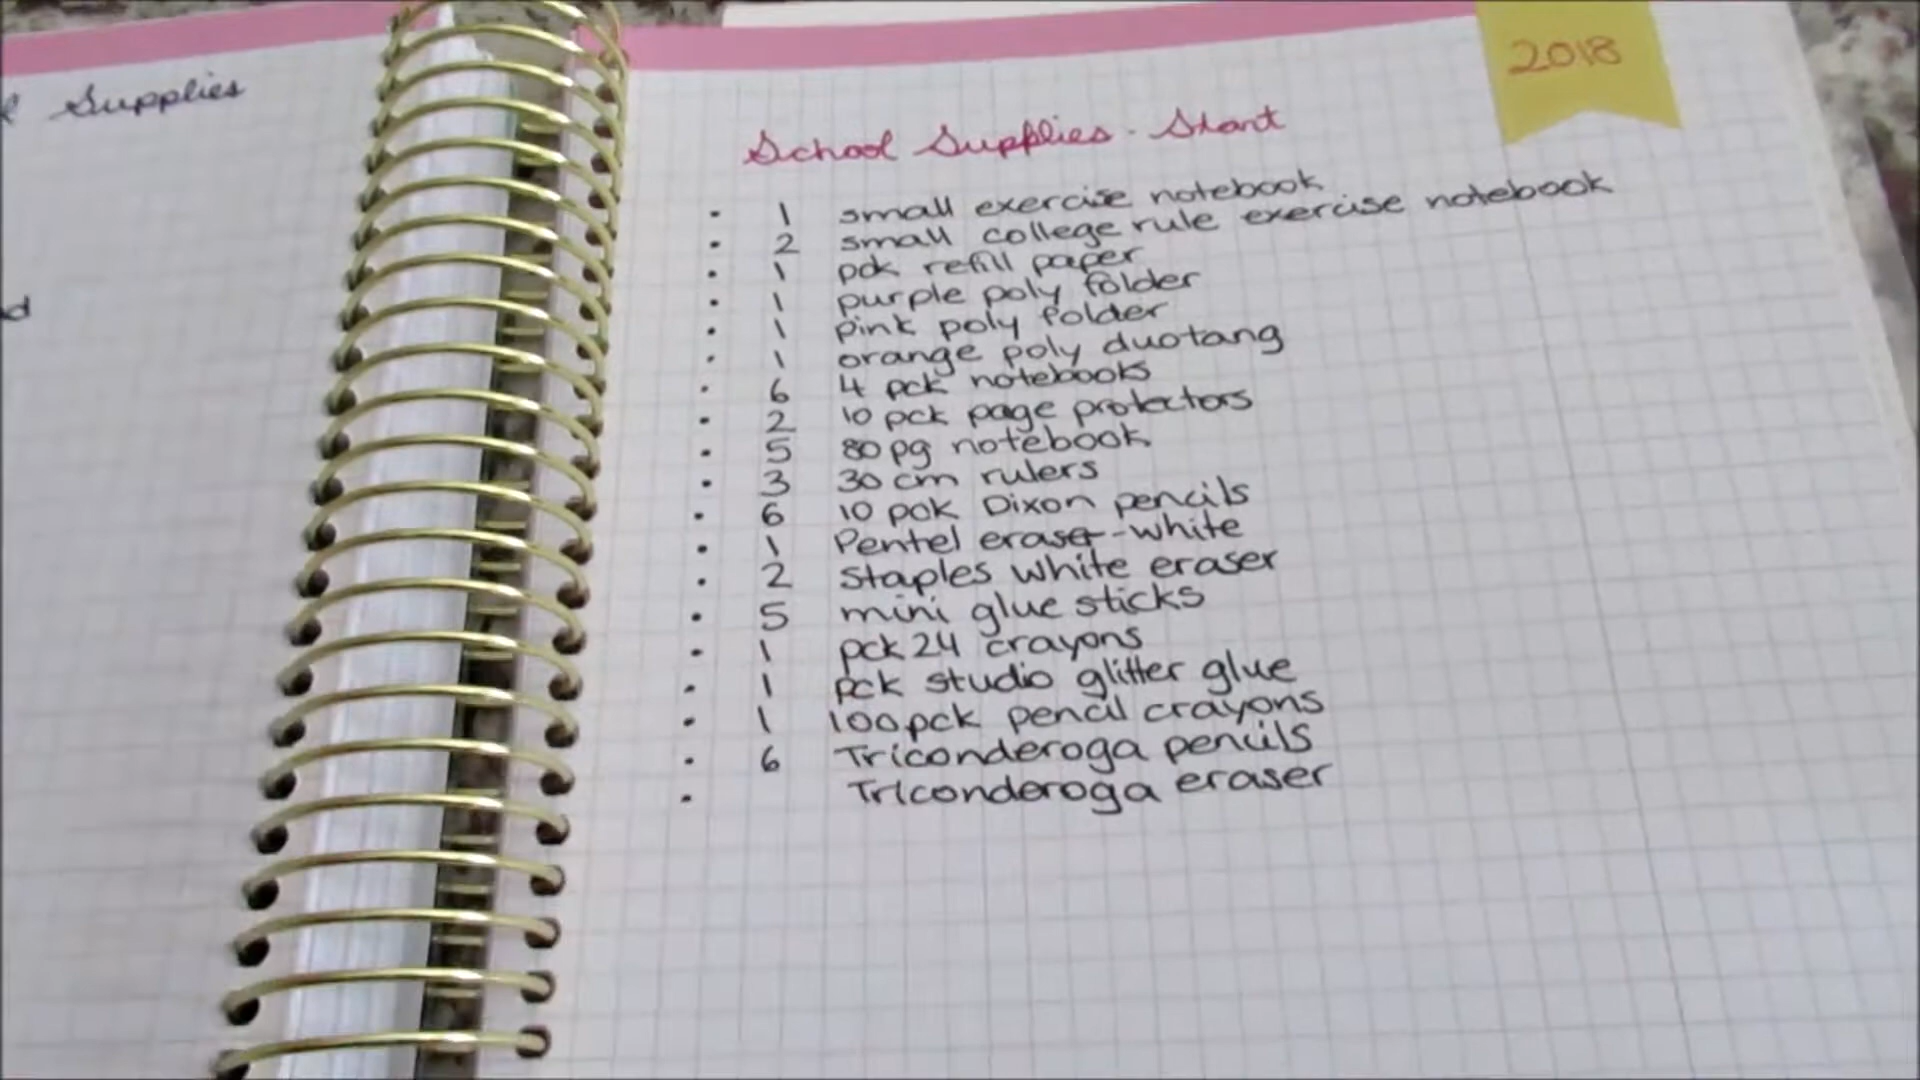 Supplies
d
2018
School Supplies - Start
• 1 small exercise notebook
• 2 small college rule exercise notebook
• 1 pck refill paper
• 1 purple poly folder
• 1 pink poly folder
• 1 orange poly duotang
• 6 4 pck notebooks
• 2 10 pck page protectors
• 5 80 pg notebook
• 3 30 cm rulers
• 6 10 pck Dixon pencils
• 1 Pentel eraser - white
• 2 Staples white eraser
• 5 mini glue sticks
• 1 pck 24 crayons
• 1 pck studio glitter glue
• 1 100 pck pencil crayons
• 6 Triconderoga pencils
• Triconderoga eraser